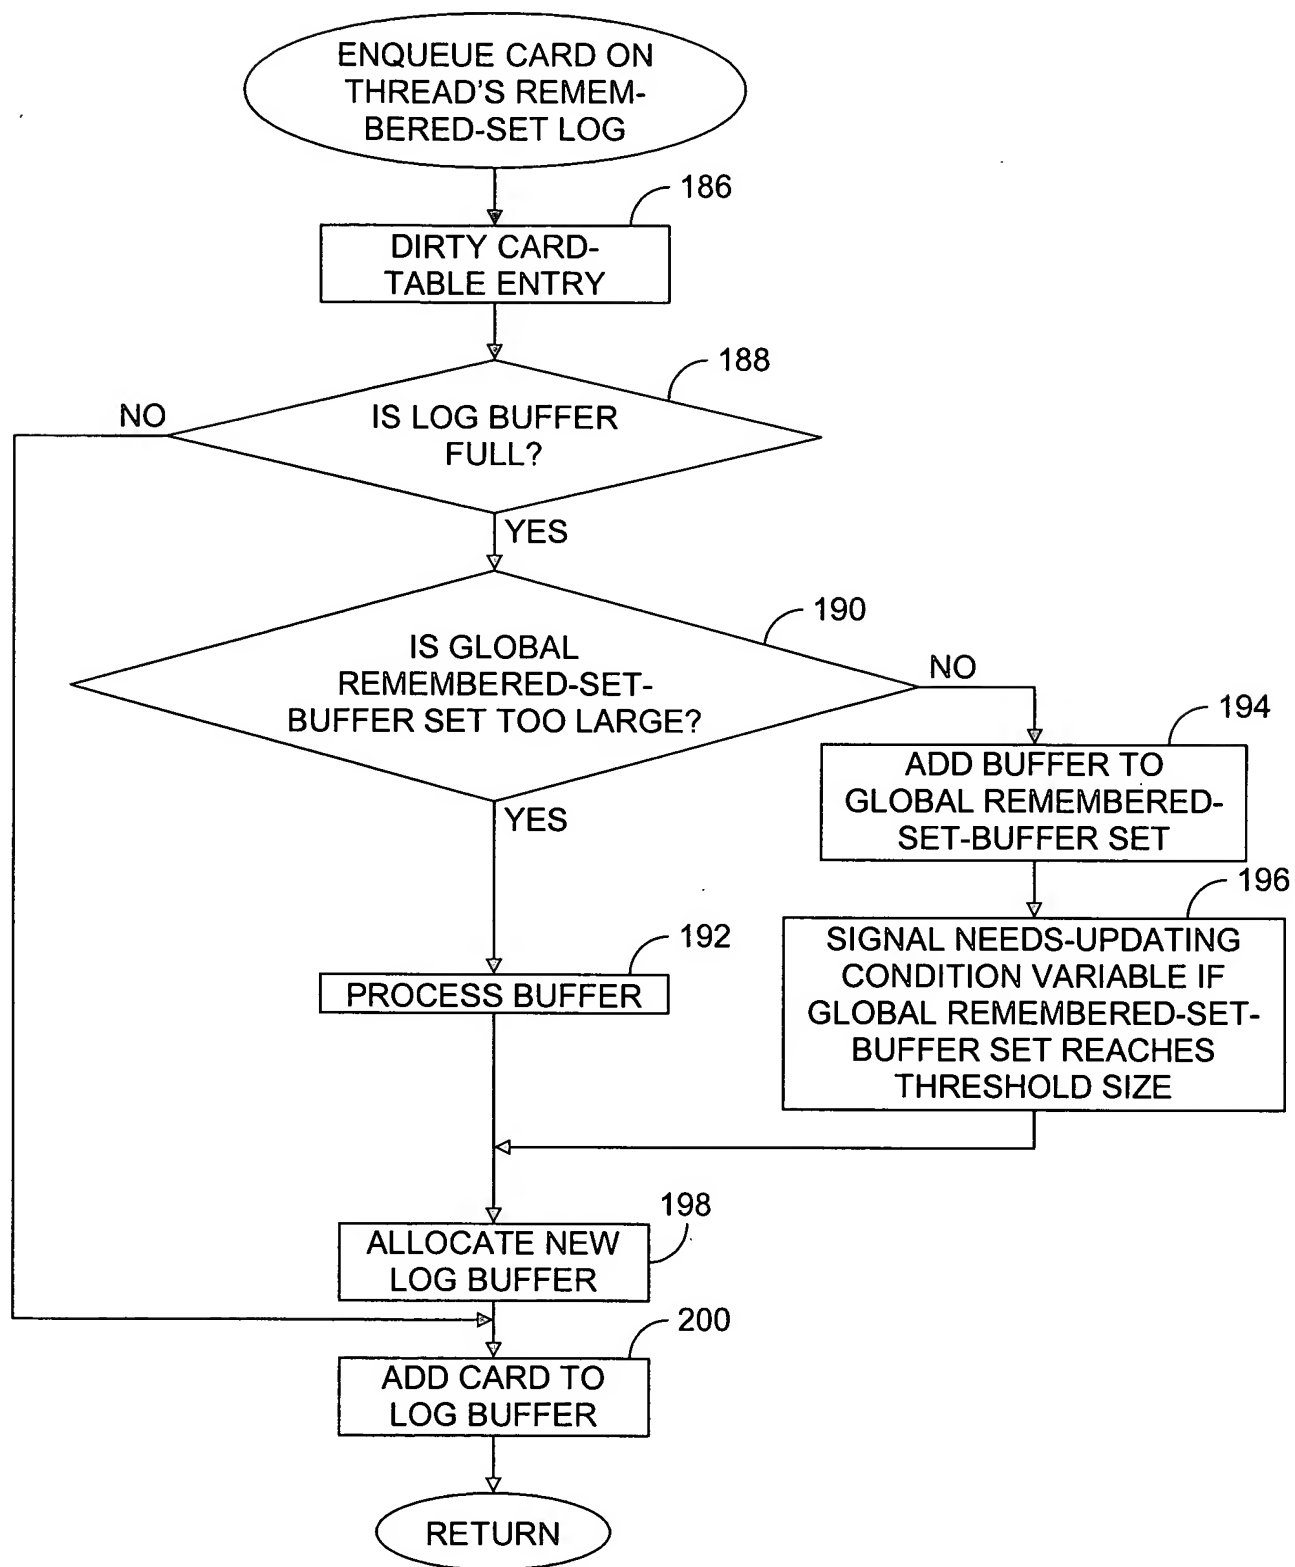 ENQUEUE CARD ON
THREAD'S REMEM-
BERED-SET LOG
186
DIRTY CARD-
TABLE ENTRY
188
NO
IS LOG BUFFER
FULL?
YES
190
IS GLOBAL
REMEMBERED-SET-
BUFFER SET TOO LARGE?
NO
194
ADD BUFFER TO
GLOBAL REMEMBERED-
SET-BUFFER SET
YES
196
SIGNAL NEEDS-UPDATING
CONDITION VARIABLE IF
GLOBAL REMEMBERED-SET-
BUFFER SET REACHES
THRESHOLD SIZE
192
PROCESS BUFFER
198
ALLOCATE NEW
LOG BUFFER
200
ADD CARD TO
LOG BUFFER
RETURN